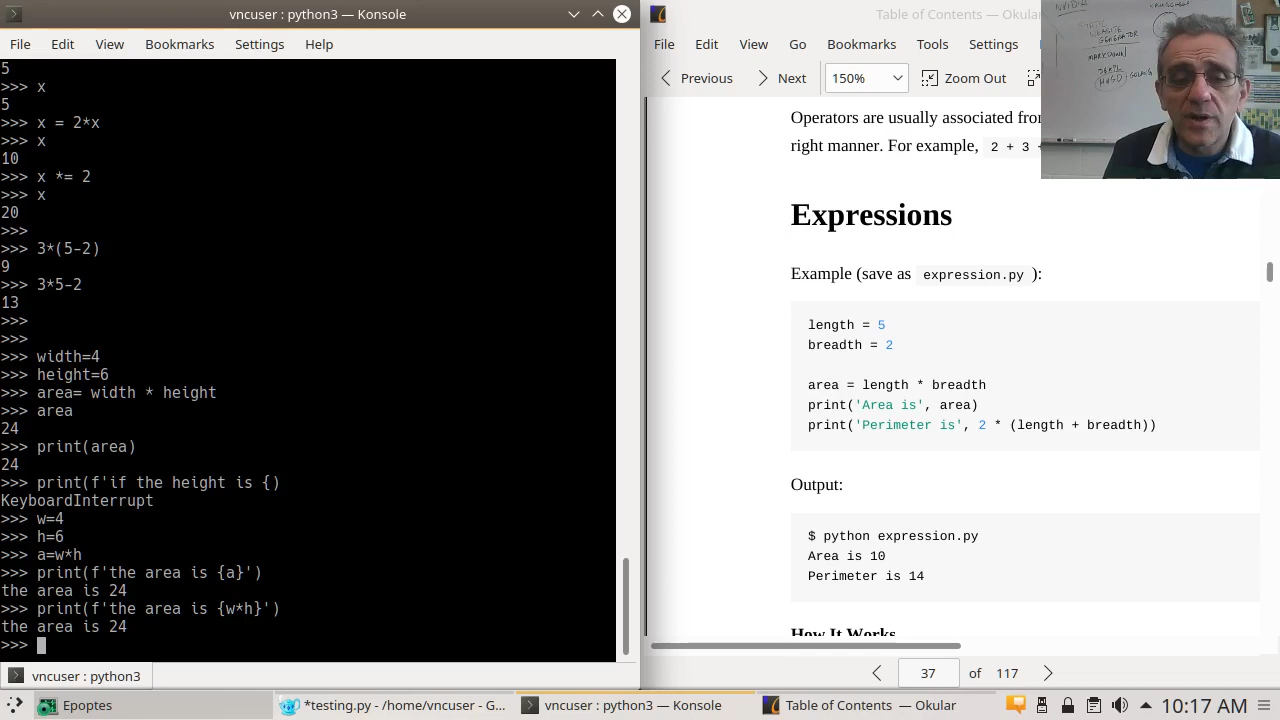 vncuser : python3 — Konsole
File Edit View Bookmarks Settings Help
5
>>> x
5
>>> x = 2*x
>>> x
10
>>> x *= 2
>>> x
20
>>>
>>> 3*(5-2)
9
>>> 3*5-2
13
>>>
>>>
>>> width=4
>>> height=6
>>> area= width * height
>>> area
24
>>> print(area)
24
>>> print(f'if the height is {)
KeyboardInterrupt
>>> w=4
>>> h=6
>>> a=w*h
>>> print(f'the area is {a}')
the area is 24
>>> print(f'the area is {w*h}')
the area is 24
>>>
vncuser : python3
Table of Contents — Okular
File Edit View Go Bookmarks Tools Settings
Previous Next 150% Zoom Out
Operators are usually associated
right manner. For example, 2 + 3 +
Expressions
Example (save as expression.py ):
length = 5
breadth = 2
area = length * breadth
print('Area is', area)
print('Perimeter is', 2 * (length + breadth))
Output:
$ python expression.py
Area is 10
Perimeter is 14
How It Works
37 of 117
WEBSITE
GENERATOR
MARKDOWN
Epoptes
*testing.py - /home/vncuser - G...
vncuser : python3 — Konsole
Table of Contents — Okular
10:17 AM